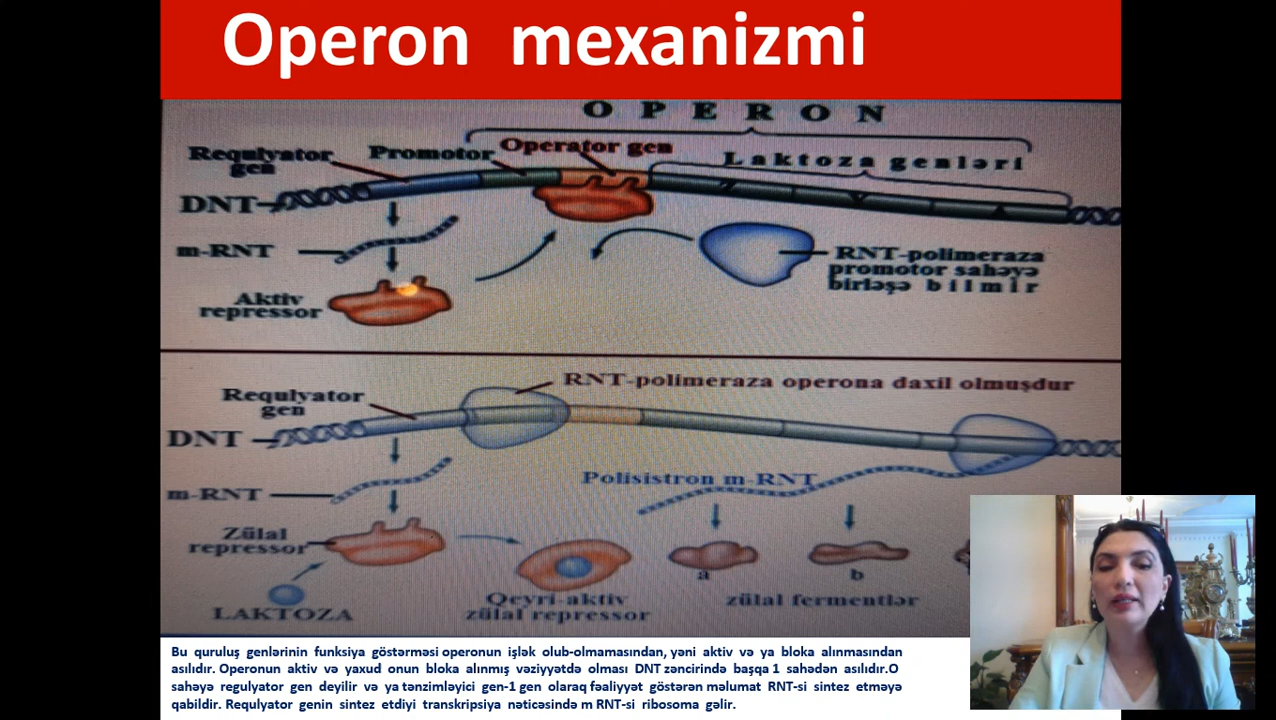 Operon mexanizmi
OPERON
Requlyator gen
Promotor
Operator gen
Laktoza genləri
DNT
m-RNT
Aktiv repressor
RNT-polimeraza
promotor sahəyə
birləşə bilmir
RNT-polimeraza operona daxil olmuşdur
Requlyator gen
DNT
m-RNT
Polisistron m-RNT
Zülal repressor
LAKTOZA
Qeyri-aktiv
zülal repressor
a
b
zülal fermentlər
Bu quruluş genlərinin funksiya göstərməsi operonun işlək olub-olmamasından, yəni aktiv və ya bloka alınmasından
asılıdır. Operonun aktiv və yaxud onun bloka alınmış vəziyyətdə olması DNT zəncirində başqa 1 sahədən asılıdır.O
sahəyə regulyator gen deyilir və ya tənzimləyici gen-1 gen olaraq fəaliyyət göstərən məlumat RNT-si sintez etməyə
qabildir. Requlyator genin sintez etdiyi transkripsiya nəticəsində m RNT-si ribosoma gəlir.